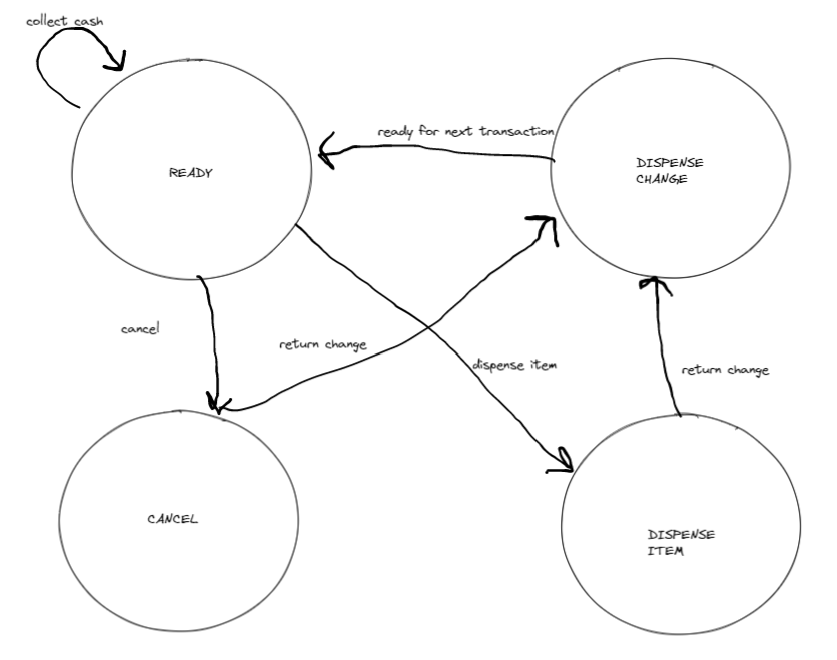 collect cash
ready for next transaction
READY
DISPENSE
CHANGE
cancel
return change
dispense item
return change
CANCEL
DISPENSE
ITEM